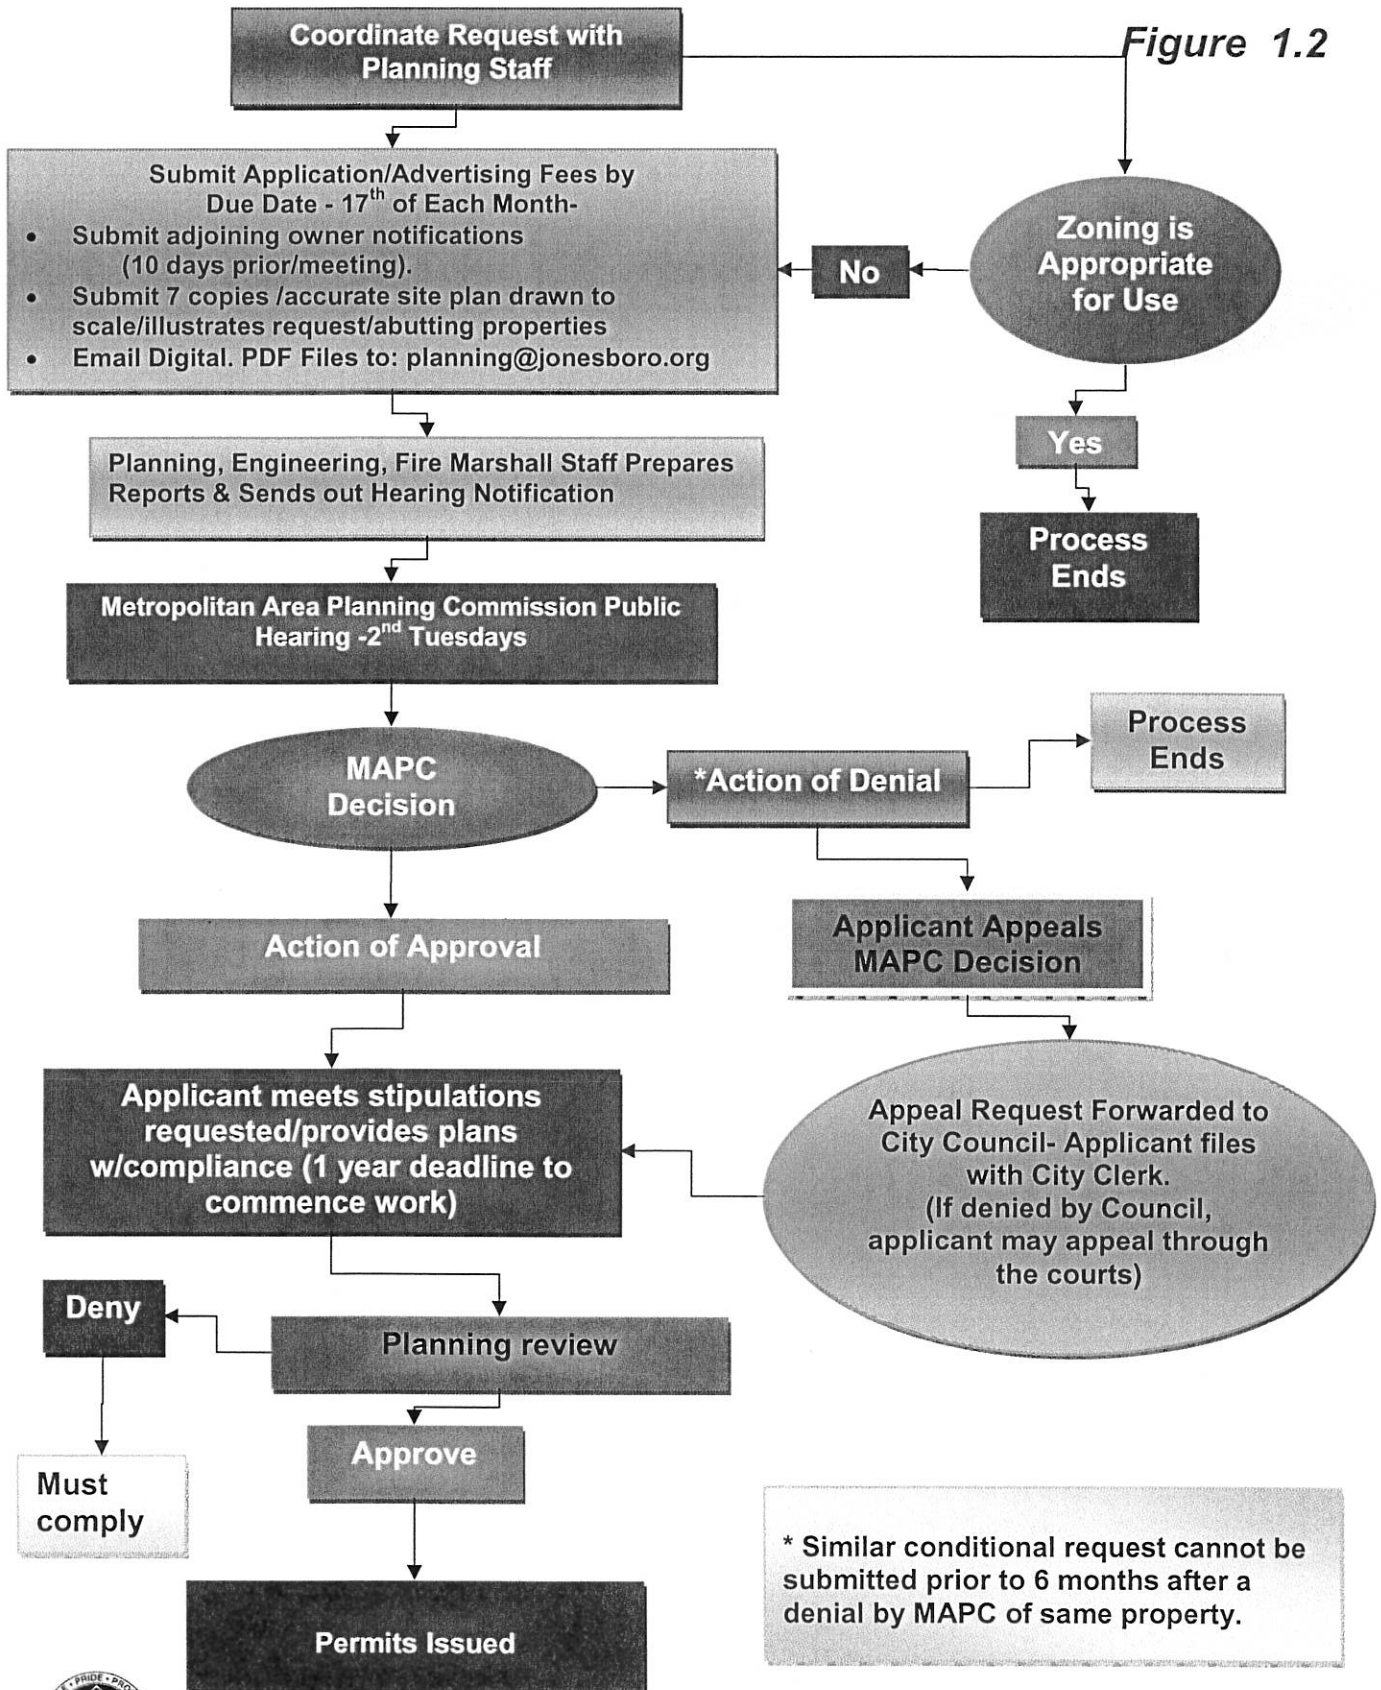 Figure 1.2
Coordinate Request with
Planning Staff
Submit Application/Advertising Fees by
Due Date - 17th of Each Month-
• Submit adjoining owner notifications
(10 days prior/meeting).
• Submit 7 copies /accurate site plan drawn to
scale/illustrates request/abutting properties
• Email Digital. PDF Files to: planning@jonesboro.org
No
Zoning is
Appropriate
for Use
Yes
Process
Ends
Planning, Engineering, Fire Marshall Staff Prepares
Reports & Sends out Hearing Notification
Metropolitan Area Planning Commission Public
Hearing -2nd Tuesdays
MAPC
Decision
*Action of Denial
Process
Ends
Action of Approval
Applicant Appeals
MAPC Decision
Applicant meets stipulations
requested/provides plans
w/compliance (1 year deadline to
commence work)
Appeal Request Forwarded to
City Council- Applicant files
with City Clerk.
(If denied by Council,
applicant may appeal through
the courts)
Deny
Planning review
Must
comply
Approve
* Similar conditional request cannot be
submitted prior to 6 months after a
denial by MAPC of same property.
Permits Issued
PRIDE